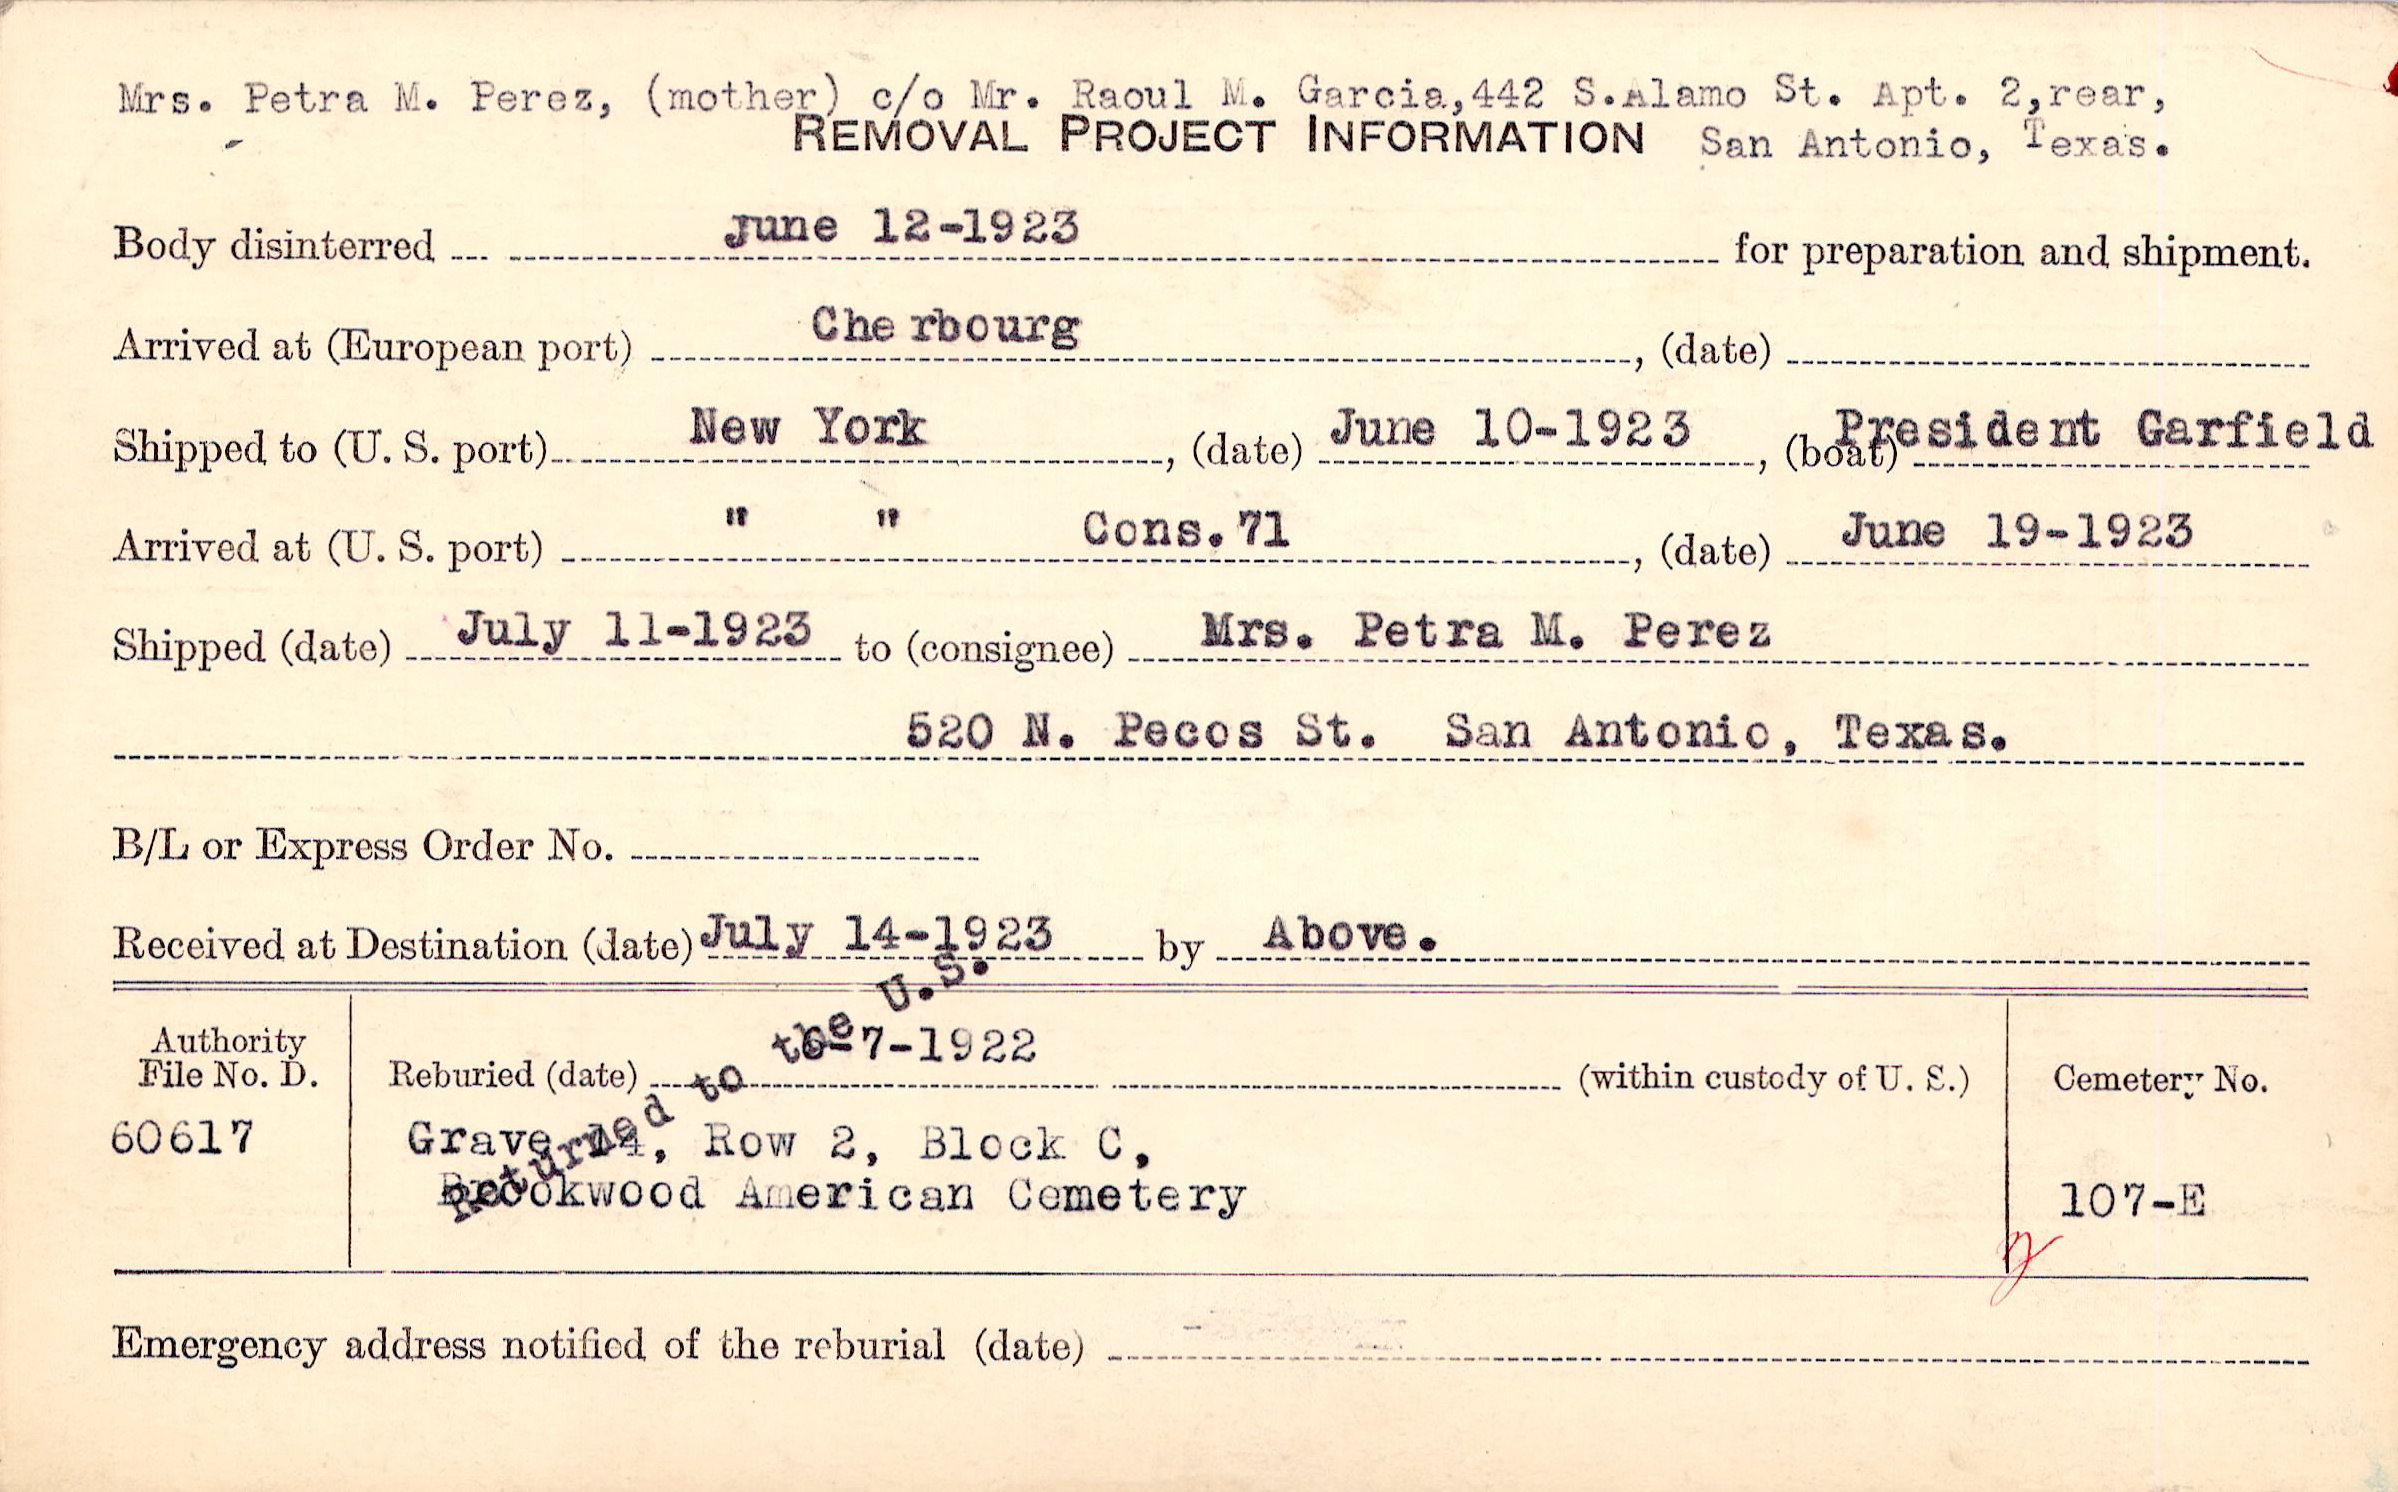 Mrs. Petra M. Perez, (mother) c/o Mr. Raoul M. Garcia,442 S.Alamo St. Apt. 2,rear,
REMOVAL PROJECT INFORMATION San Antonio, Texas.
Body disinterred June 12-1923 for preparation and shipment.
Arrived at (European port) Che rbourg, (date)
Shipped to (U. S. port) New York, (date) June 10-1923, (boat) President Garfield
Arrived at (U. S. port) " " Cons.71, (date) June 19-1923
Shipped (date) July 11-1923 to (consignee) Mrs. Petra M. Perez
520 N. Pecos St. San Antonio, Texas.
B/L or Express Order No.
Received at Destination (date) July 14-1923 by Above.
Returned to the U.S.
Authority
File No. D.
60617
Reburied (date) 6-7-1922 (within custody of U. S.)
Grave 14, Row 2, Block C,
Brookwood American Cemetery
Cemetery No.
107-E
Emergency address notified of the reburial (date)